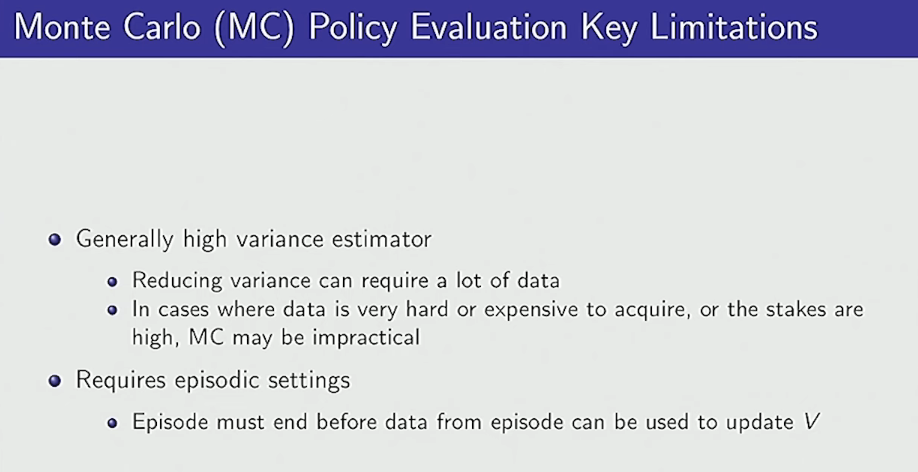 Monte Carlo (MC) Policy Evaluation Key Limitations
Generally high variance estimator
Reducing variance can require a lot of data
In cases where data is very hard or expensive to acquire, or the stakes are
high, MC may be impractical
Requires episodic settings
Episode must end before data from episode can be used to update V